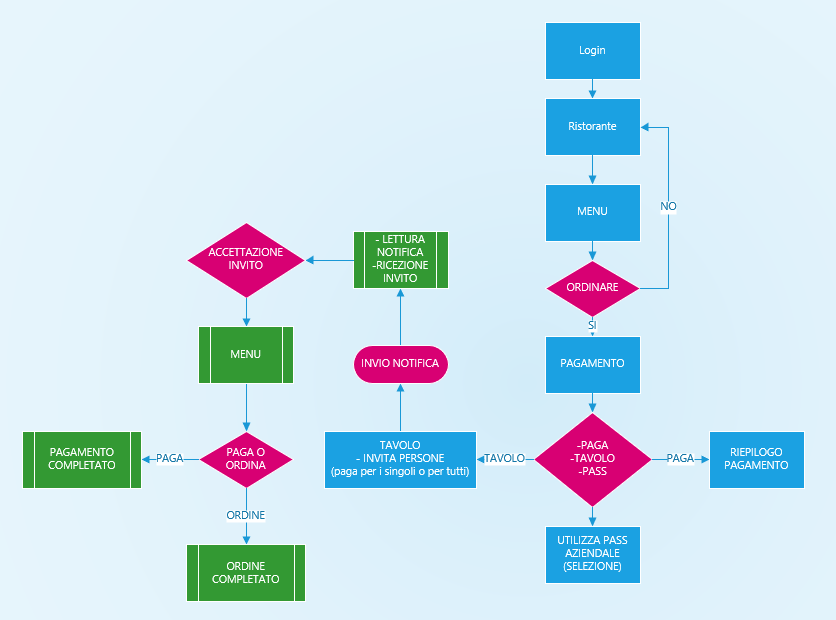 Login
Ristorante
MENU
NO
ORDINARE
SI
PAGAMENTO
-PAGA
-TAVOLO
-PASS
PAGA
RIEPILOGO
PAGAMENTO
UTILIZZA PASS
AZIENDALE
(SELEZIONE)
TAVOLO
TAVOLO
- INVITA PERSONE
(paga per i singoli o per tutti)
INVIO NOTIFICA
- LETTURA
NOTIFICA
-RICEZIONE
INVITO
ACCETTAZIONE
INVITO
MENU
PAGA O
ORDINA
PAGA
PAGAMENTO
COMPLETATO
ORDINE
ORDINE
COMPLETATO